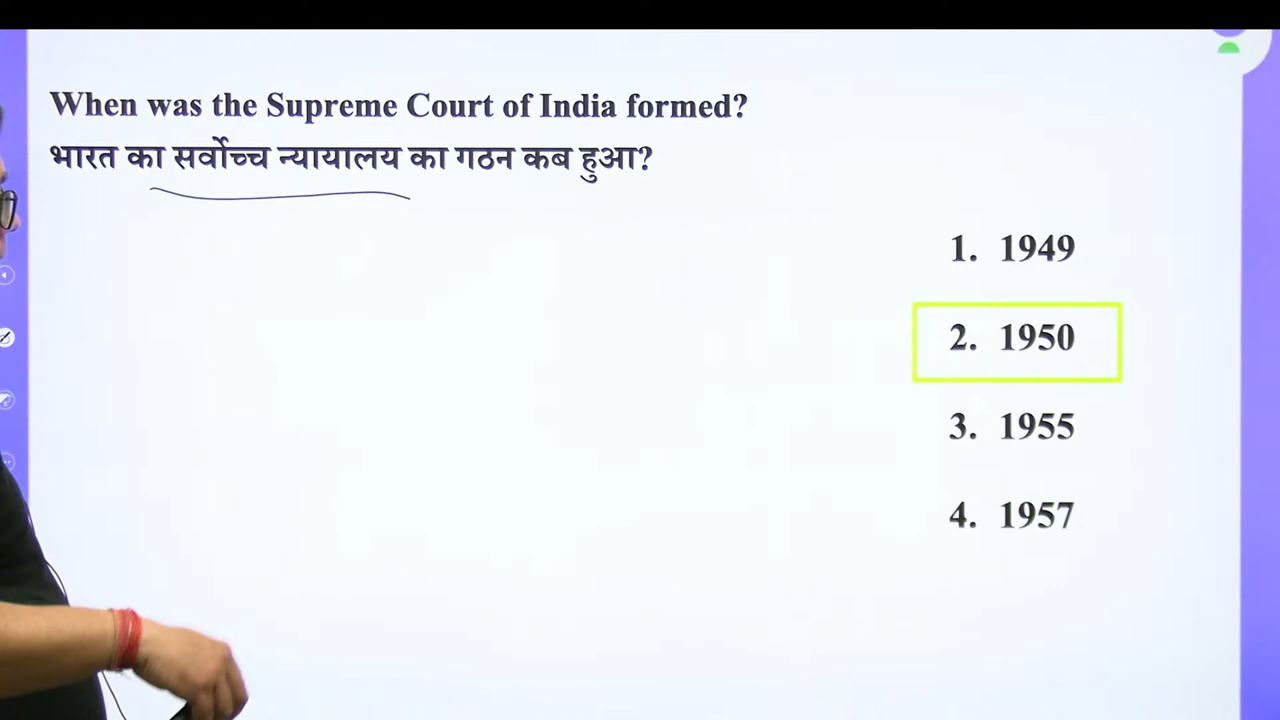 When was the Supreme Court of India formed?
भारत का सर्वोच्च न्यायालय का गठन कब हुआ?
1. 1949
2. 1950
3. 1955
4. 1957